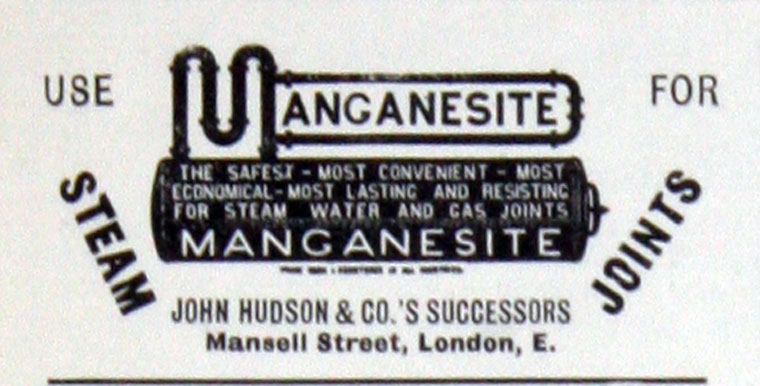 USE MANGANESITE FOR
STEAM JOINTS
THE SAFEST - MOST CONVENIENT - MOST
ECONOMICAL - MOST LASTING AND RESISTING
FOR STEAM WATER AND GAS JOINTS
MANGANESITE
JOHN HUDSON & CO.'S SUCCESSORS
Mansell Street, London, E.